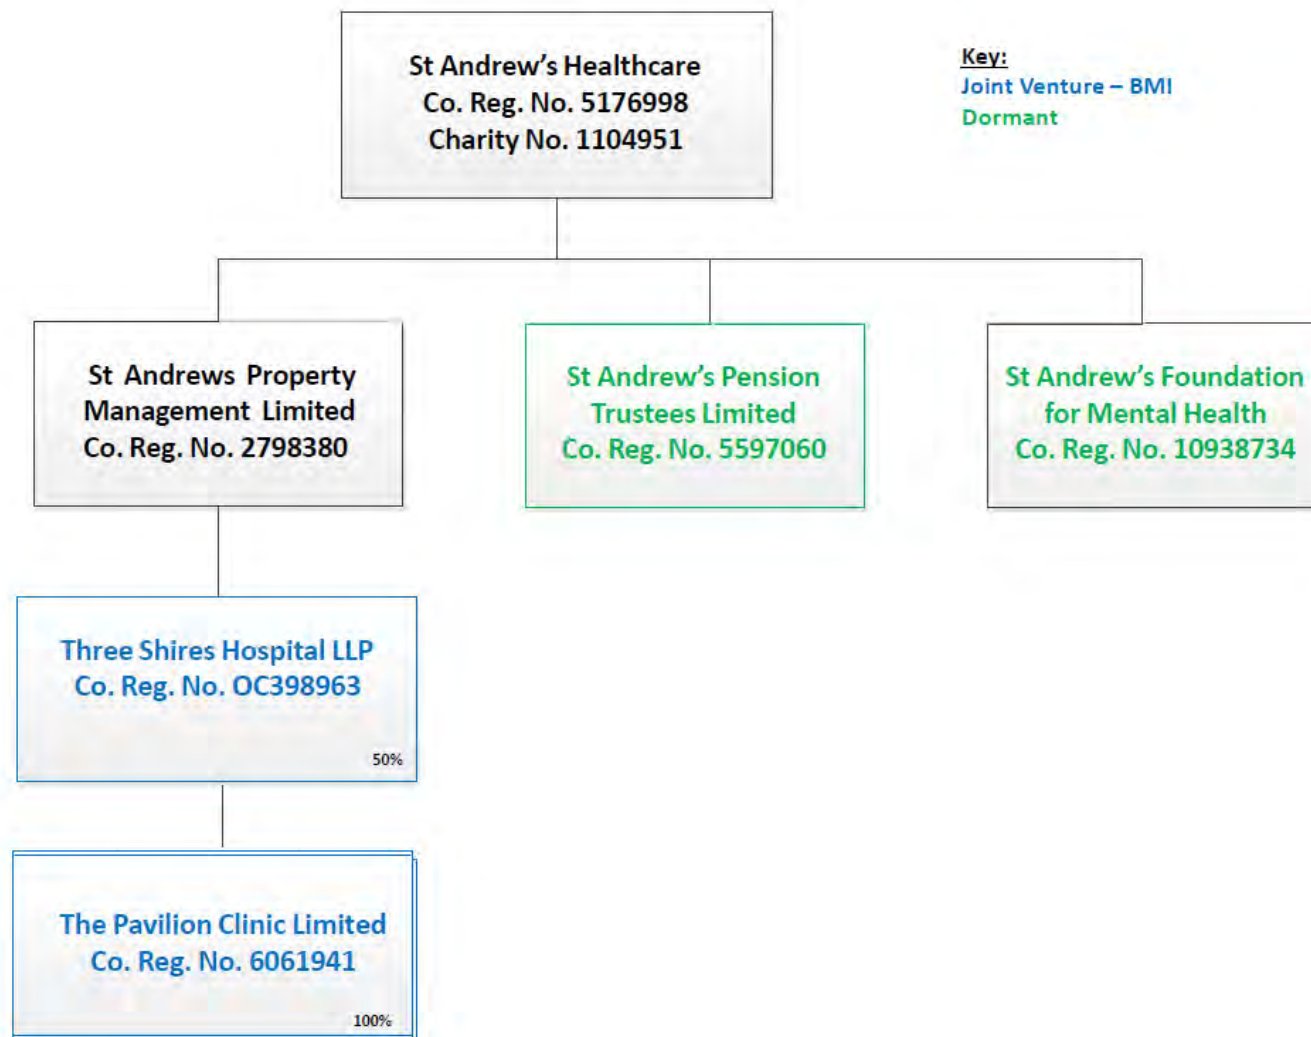 St Andrew’s Healthcare
Co. Reg. No. 5176998
Charity No. 1104951
Key:
Joint Venture – BMI
Dormant
St Andrews Property
Management Limited
Co. Reg. No. 2798380
St Andrew’s Pension
Trustees Limited
Co. Reg. No. 5597060
St Andrew’s Foundation
for Mental Health
Co. Reg. No. 10938734
Three Shires Hospital LLP
Co. Reg. No. OC398963
50%
The Pavilion Clinic Limited
Co. Reg. No. 6061941
100%